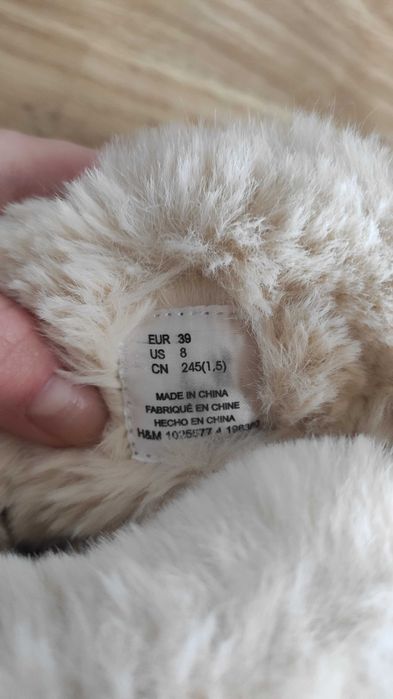 EUR 39
US 8
CN 245(1,5)
MADE IN CHINA
FABRIQUÉ EN CHINE
HECHO EN CHINA
H&M